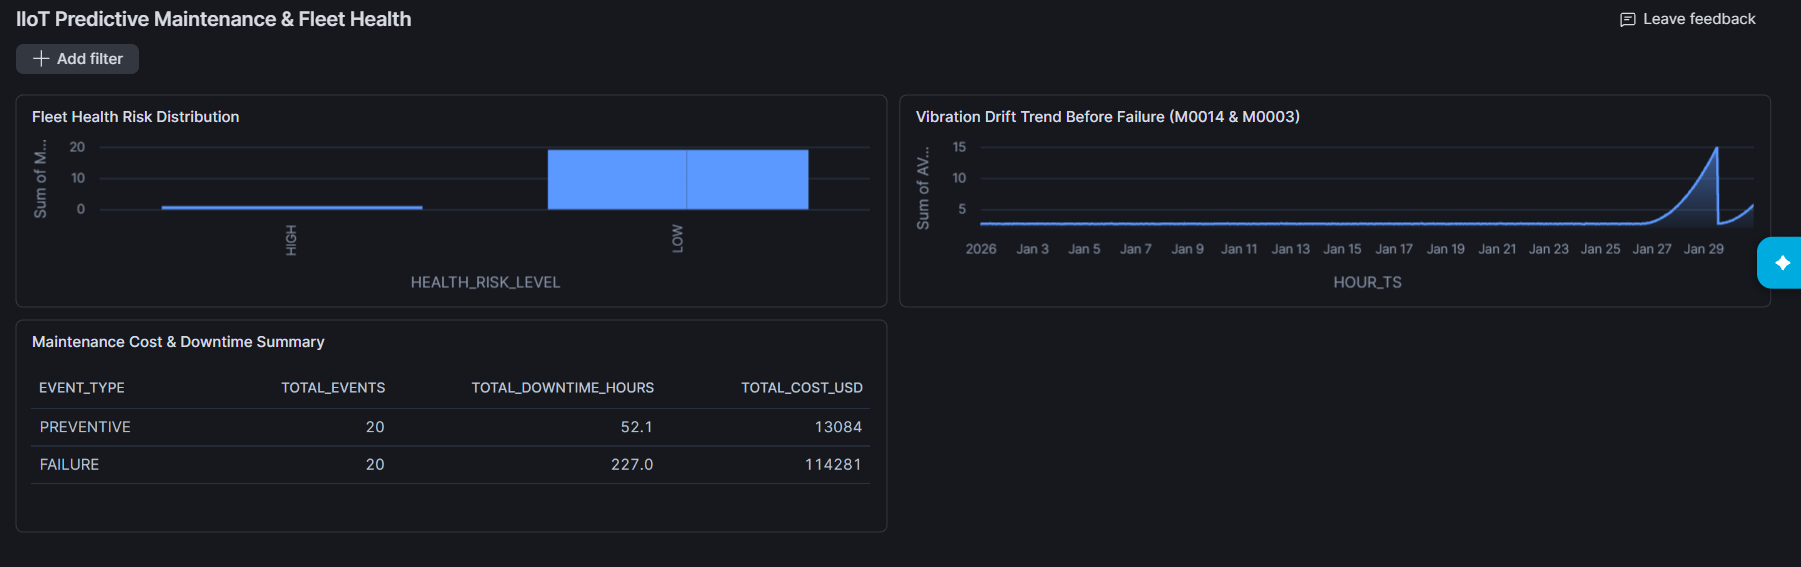 IIoT Predictive Maintenance & Fleet Health
Leave feedback
Add filter
Fleet Health Risk Distribution
Sum of M...
20
10
0
HIGH
LOW
HEALTH_RISK_LEVEL
Vibration Drift Trend Before Failure (M0014 & M0003)
Sum of AV...
15
10
5
2026 Jan 3 Jan 5 Jan 7 Jan 9 Jan 11 Jan 13 Jan 15 Jan 17 Jan 19 Jan 21 Jan 23 Jan 25 Jan 27 Jan 29
HOUR_TS
Maintenance Cost & Downtime Summary
EVENT_TYPE TOTAL_EVENTS TOTAL_DOWNTIME_HOURS TOTAL_COST_USD
PREVENTIVE 20 52.1 13084
FAILURE 20 227.0 114281